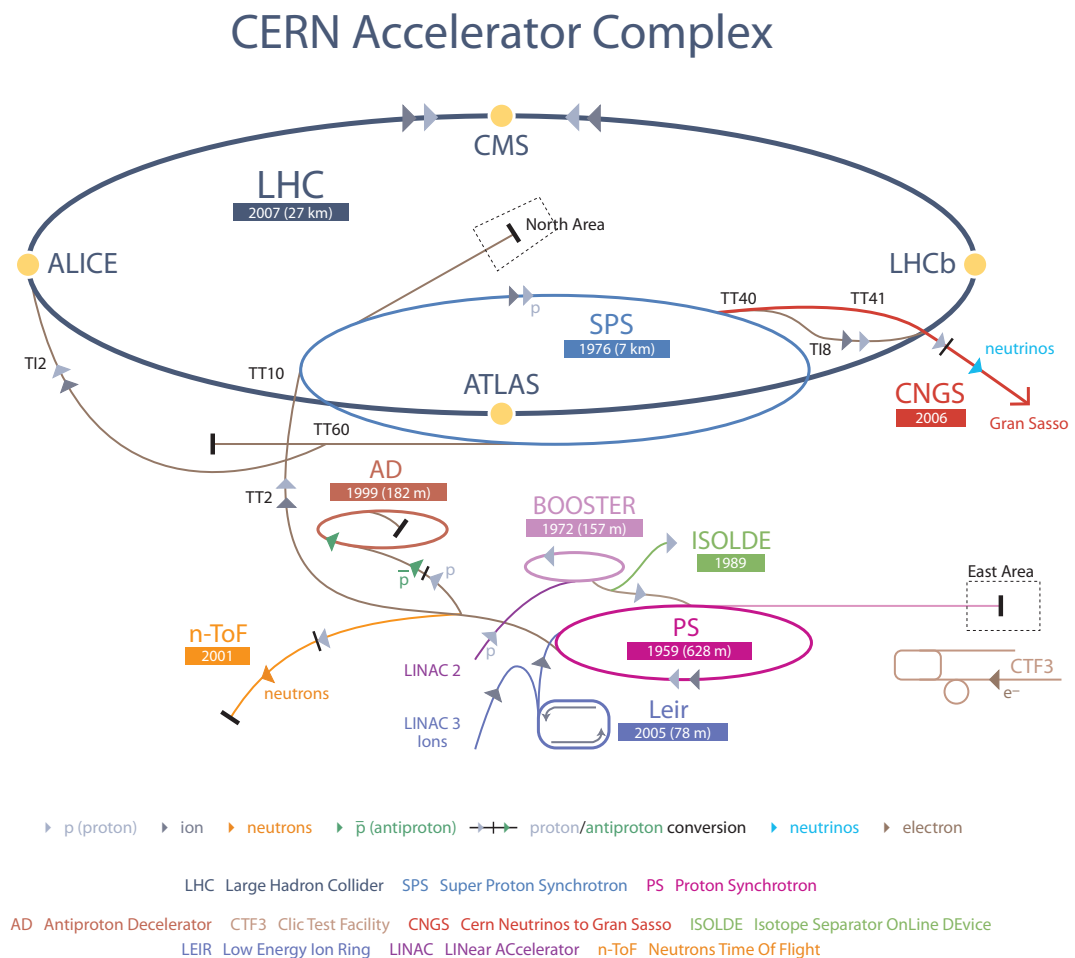 CERN Accelerator Complex
CMS
LHC
2007 (27 km)
North Area
ALICE
LHCb
TT40
TT41
p
SPS
1976 (7 km)
TI8
neutrinos
TI2
TT10
ATLAS
CNGS
2006
Gran Sasso
TT60
AD
1999 (182 m)
TT2
BOOSTER
1972 (157 m)
ISOLDE
1989
East Area
p̅
p
n-ToF
2001
PS
1959 (628 m)
p
LINAC 2
CTF3
neutrons
e⁻
LINAC 3
Ions
Leir
2005 (78 m)
p (proton) ion neutrons p̅ (antiproton) proton/antiproton conversion neutrinos electron
LHC Large Hadron Collider SPS Super Proton Synchrotron PS Proton Synchrotron
AD Antiproton Decelerator CTF3 Clic Test Facility CNGS Cern Neutrinos to Gran Sasso ISOLDE Isotope Separator OnLine DEvice
LEIR Low Energy Ion Ring LINAC LINear ACcelerator n-ToF Neutrons Time Of Flight